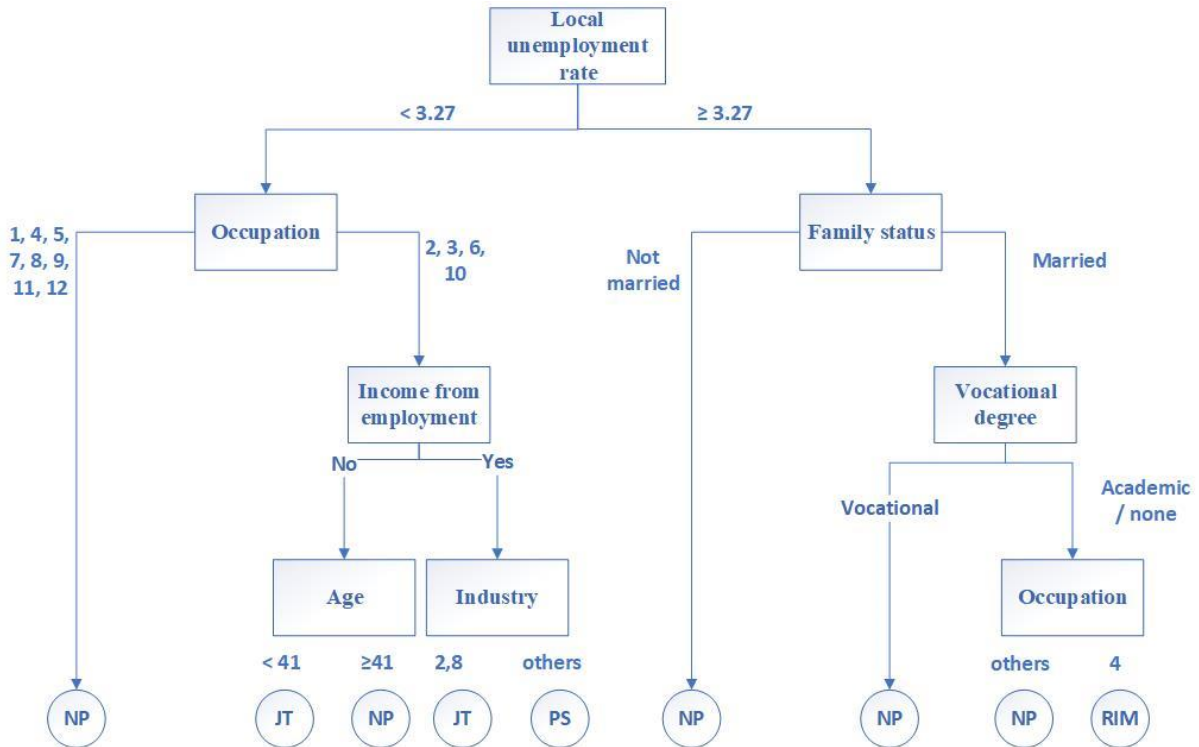 Local
unemployment
rate
< 3.27
≥ 3.27
Occupation
Family status
1, 4, 5,
7, 8, 9,
11, 12
2, 3, 6,
10
Not
married
Married
Income from
employment
Vocational
degree
No
Yes
Vocational
Academic
/ none
Age
Industry
Occupation
< 41
≥41
2,8
others
others
4
NP
JT
NP
JT
PS
NP
NP
NP
RIM